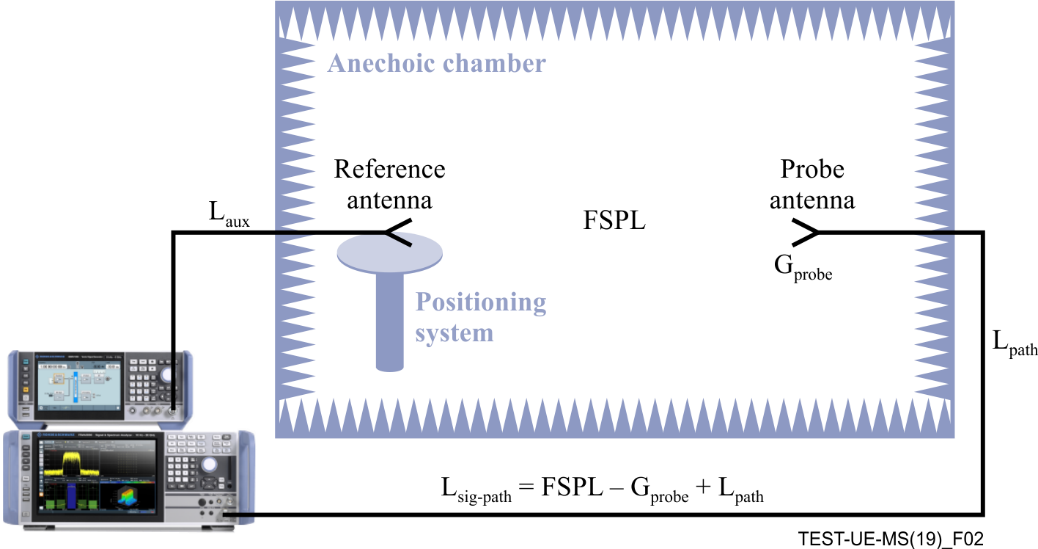 Anechoic chamber
Reference
antenna
Probe
antenna
L_aux
FSPL
G_probe
Positioning
system
L_path
L_sig-path = FSPL – G_probe + L_path
TEST-UE-MS(19)_F02